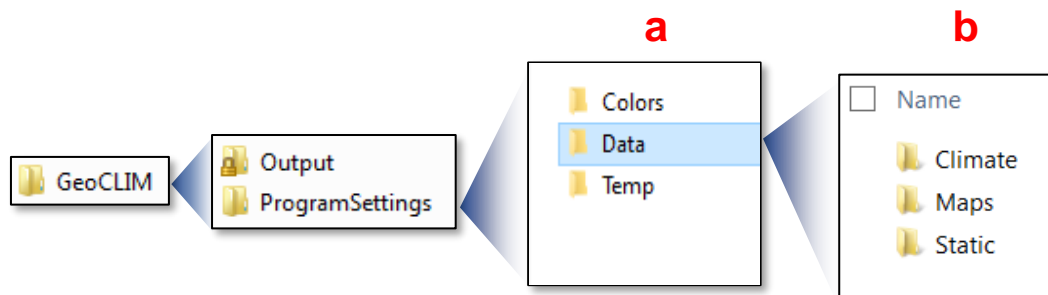 a
b
GeoCLIM
Output
ProgramSettings
Colors
Data
Temp
Name
Climate
Maps
Static